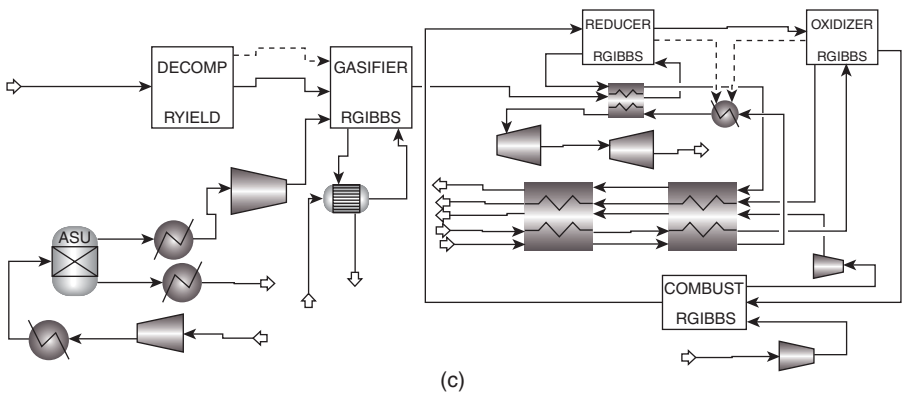 DECOMP
RYIELD
GASIFIER
RGIBBS
REDUCER
RGIBBS
OXIDIZER
RGIBBS
ASU
COMBUST
RGIBBS
(c)